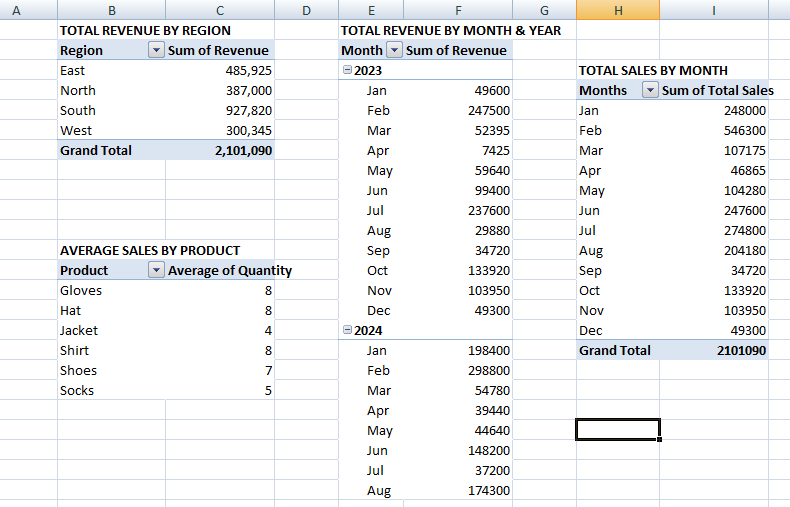 A B C D E F G H I
TOTAL REVENUE BY REGION
Region Sum of Revenue
East 485,925
North 387,000
South 927,820
West 300,345
Grand Total 2,101,090
AVERAGE SALES BY PRODUCT
Product Average of Quantity
Gloves 8
Hat 8
Jacket 4
Shirt 8
Shoes 7
Socks 5
TOTAL REVENUE BY MONTH & YEAR
Month Sum of Revenue
2023
Jan 49600
Feb 247500
Mar 52395
Apr 7425
May 59640
Jun 99400
Jul 237600
Aug 29880
Sep 34720
Oct 133920
Nov 103950
Dec 49300
2024
Jan 198400
Feb 298800
Mar 54780
Apr 39440
May 44640
Jun 148200
Jul 37200
Aug 174300
TOTAL SALES BY MONTH
Months Sum of Total Sales
Jan 248000
Feb 546300
Mar 107175
Apr 46865
May 104280
Jun 247600
Jul 274800
Aug 204180
Sep 34720
Oct 133920
Nov 103950
Dec 49300
Grand Total 2101090